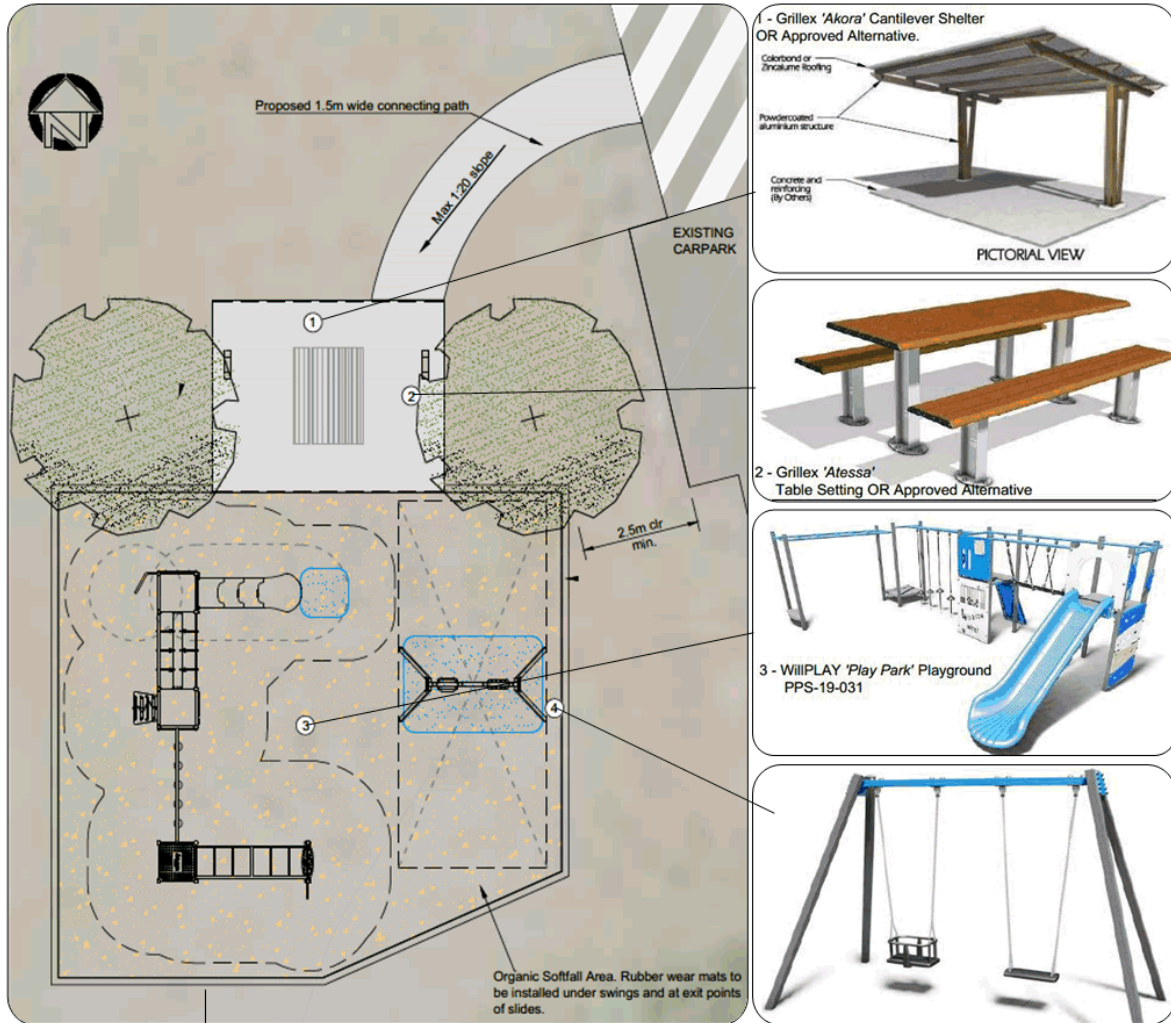 N
Proposed 1.5m wide connecting path
Max 1:20 slope
EXISTING
CARPARK
1
2
2.5m clr
min.
3
4
Organic Softfall Area. Rubber wear mats to
be installed under swings and at exit points
of slides.
1 - Grillex 'Akora' Cantilever Shelter
OR Approved Alternative.
Colorbond or
Zincalume Roofing
Powdercoated
aluminium structure
Concrete and
reinforcing
(By Others)
PICTORIAL VIEW
2 - Grillex 'Atessa'
Table Setting OR Approved Alternative
3 - WillPLAY 'Play Park' Playground
PPS-19-031